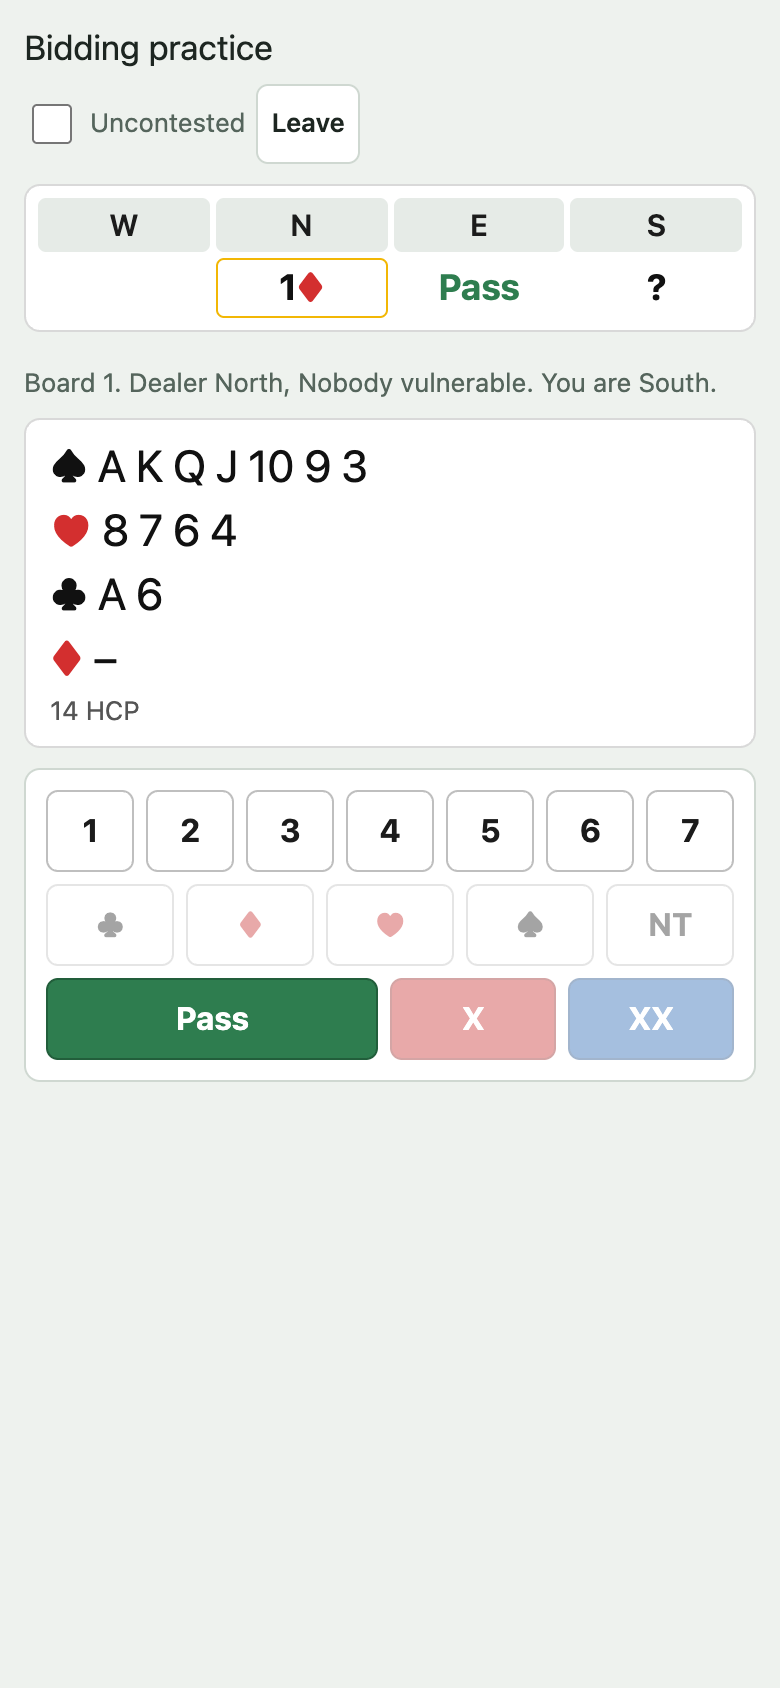 Bidding practice
Uncontested Leave
W N E S
1♦ Pass ?
Board 1. Dealer North, Nobody vulnerable. You are South.
♠ A K Q J 10 9 3
♥ 8 7 6 4
♣ A 6
♦ –
14 HCP
1 2 3 4 5 6 7
♣ ♦ ♥ ♠ NT
Pass X XX